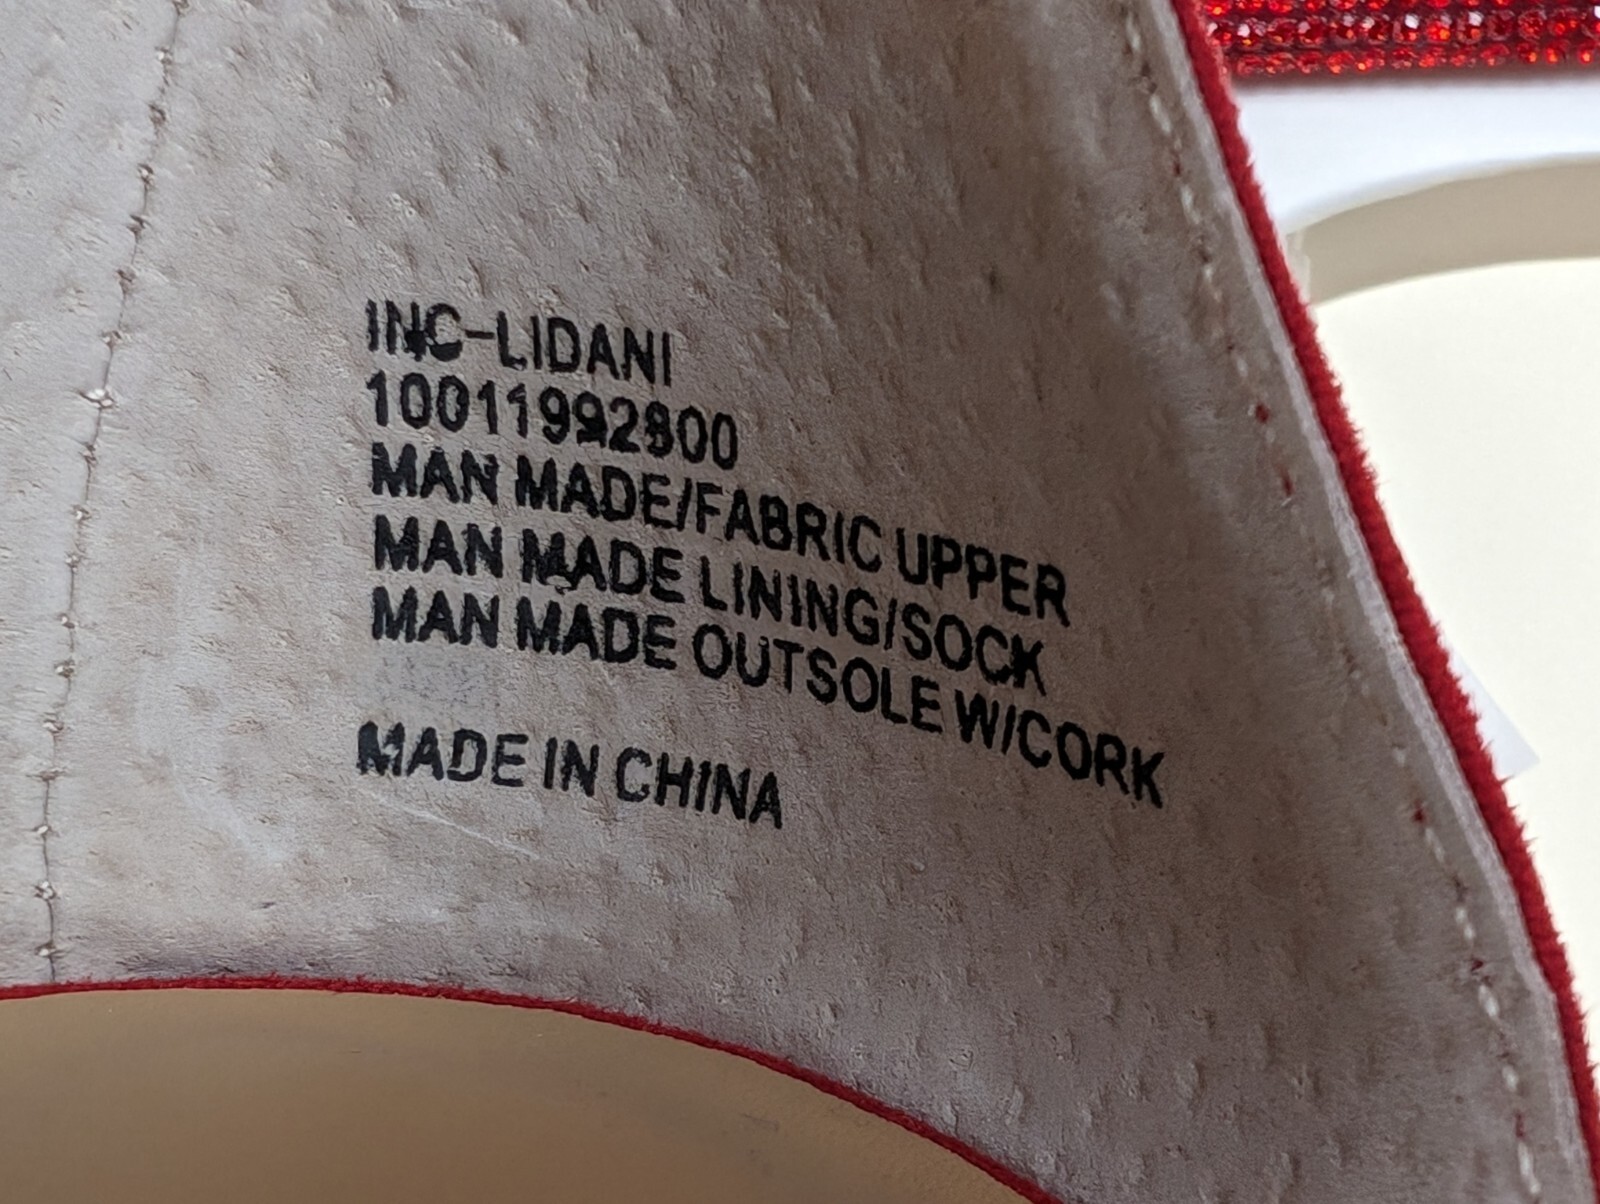 INC-LIDANI
10011992800
MAN MADE/FABRIC UPPER
MAN MADE LINING/SOCK
MAN MADE OUTSOLE W/CORK
MADE IN CHINA